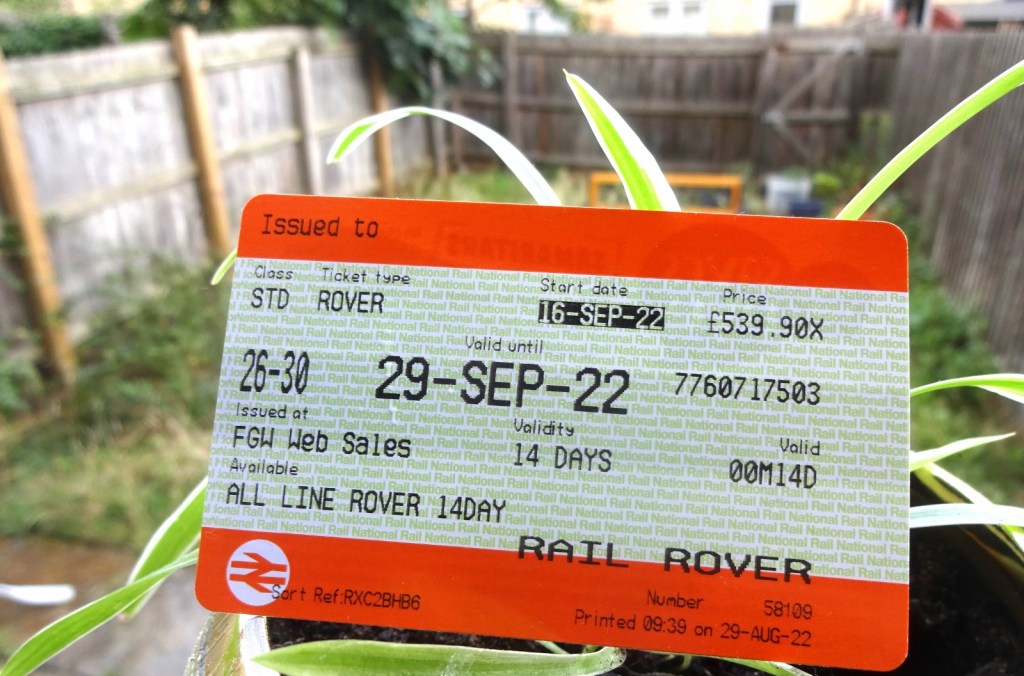 Issued to
Class Ticket type Start date Price
STD ROVER 16-SEP-22 £539.90X
Valid until
26-30 29-SEP-22 7760717503
Issued at Validity Valid
FGW Web Sales 14 DAYS 00M14D
Available
ALL LINE ROVER 14DAY
RAIL ROVER
Sort Ref:RXC2BHB6 Number 58109
Printed 09:39 on 29-AUG-22
National Rail